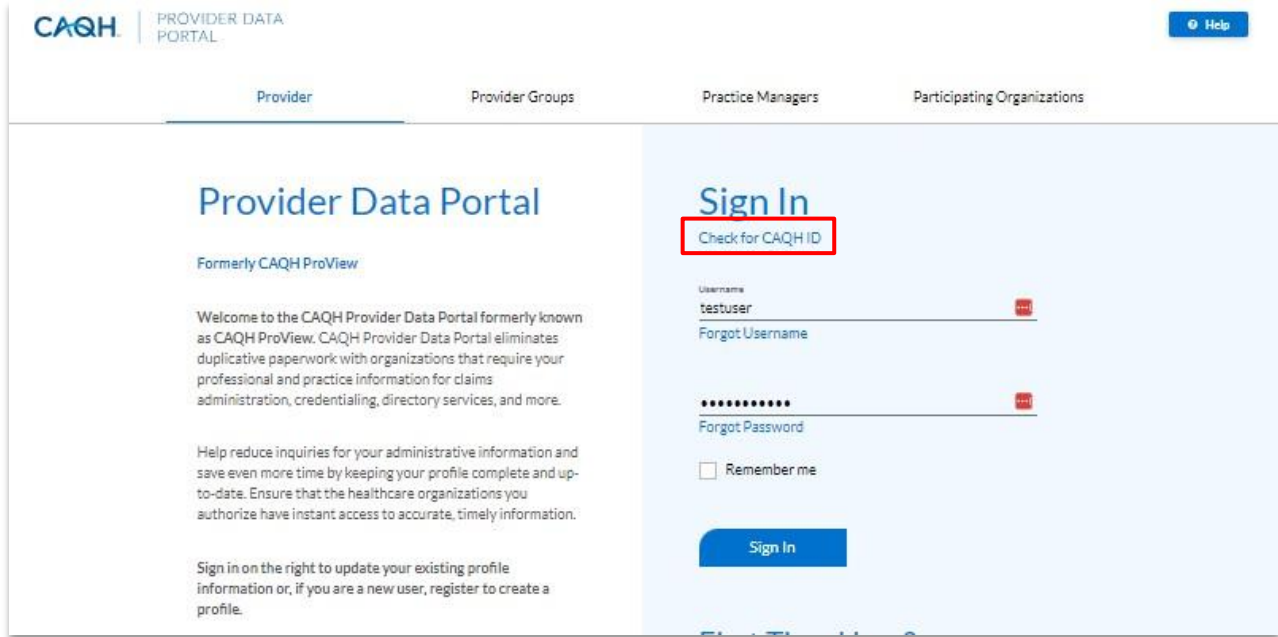 CAQH.
PROVIDER DATA
PORTAL
Help
Provider
Provider Groups
Practice Managers
Participating Organizations
Provider Data Portal
Formerly CAQH ProView
Welcome to the CAQH Provider Data Portal formerly known
as CAQH ProView. CAQH Provider Data Portal eliminates
duplicative paperwork with organizations that require your
professional and practice information for claims
administration, credentialing, directory services, and more.
Help reduce inquiries for your administrative information and
save even more time by keeping your profile complete and up-
to-date. Ensure that the healthcare organizations you
authorize have instant access to accurate, timely information.
Sign in on the right to update your existing profile
information or, if you are a new user, register to create a
profile.
Sign In
Check for CAQH ID
Username
testuser
Forgot Username
•••••••••••
Forgot Password
Remember me
Sign In